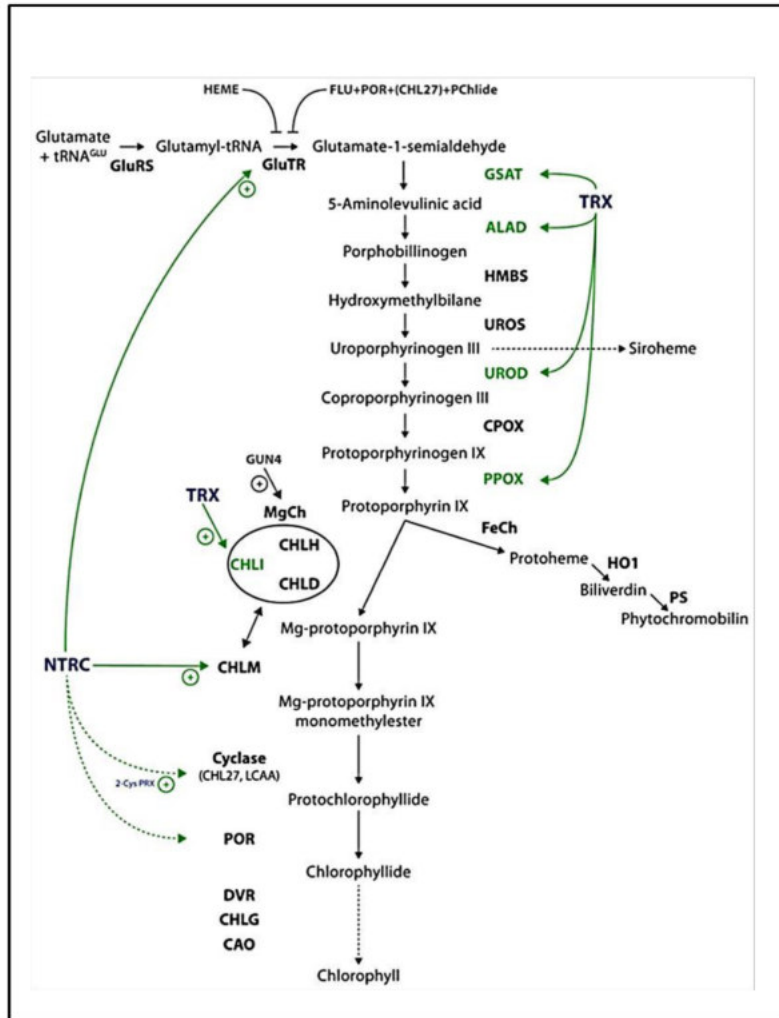 HEME
FLU+POR+(CHL27)+PChlide
Glutamate
+ tRNAGLU
GluRS
Glutamyl-tRNA
GluTR
Glutamate-1-semialdehyde
+
GSAT
TRX
5-Aminolevulinic acid
ALAD
Porphobillinogen
HMBS
Hydroxymethylbilane
UROS
Uroporphyrinogen III
Siroheme
UROD
Coproporphyrinogen III
CPOX
Protoporphyrinogen IX
PPOX
GUN4
+
TRX
MgCh
Protoporphyrin IX
+
CHLH
CHLI
CHLD
FeCh
Protoheme
HO1
Biliverdin
PS
Phytochromobilin
Mg-protoporphyrin IX
NTRC
+
CHLM
Mg-protoporphyrin IX
monomethylester
Cyclase
(CHL27, LCAA)
2-Cys PRX
+
Protochlorophyllide
POR
Chlorophyllide
DVR
CHLG
CAO
Chlorophyll